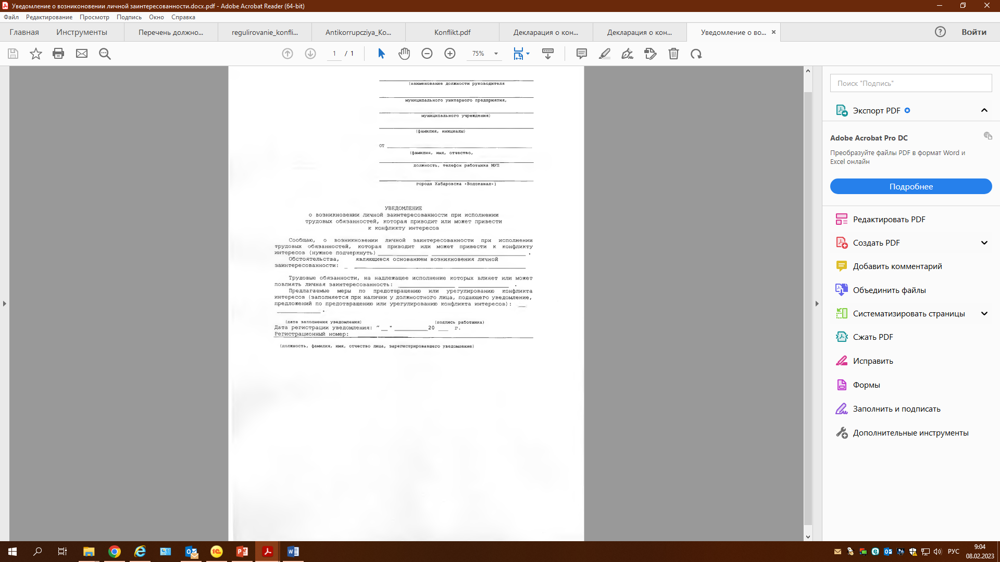 Уведомление о возниконовении личной заинтересованности.docx.pdf - Adobe Acrobat Reader (64-bit)
Файл Редактирование Просмотр Подпись Окно Справка
Главная Инструменты Перечень должно... regulirovanie_konfli... Antikorrupcziya_Ko... Konflikt.pdf Декларация о кон... Декларация о кон... Уведомление о во... Войти
1 / 1 75%
(наименование должности руководителя
муниципального унитарного предприятия,
муниципального учреждения)
(фамилия, инициалы)
от
(фамилия, имя, отчество,
должность, телефон работника МУП
города Хабаровска «Водоканал»)
УВЕДОМЛЕНИЕ
о возникновении личной заинтересованности при исполнении
трудовых обязанностей, которая приводит или может привести
к конфликту интересов
Сообщаю, о возникновении личной заинтересованности при исполнении
трудовых обязанностей, которая приводит или может привести к конфликту
интересов (нужное подчеркнуть) .
Обстоятельства, являющиеся основанием возникновения личной
заинтересованности:
Трудовые обязанности, на надлежащее исполнение которых влияет или может
повлиять личная заинтересованность: .
Предлагаемые меры по предотвращению или урегулированию конфликта
интересов (заполняется при наличии у должностного лица, подающего уведомление,
предложений по предотвращению или урегулированию конфликта интересов): __
____________.
(дата заполнения уведомления) (подпись работника)
Дата регистрации уведомления: "__" __________20 ___ г.
Регистрационный номер:
(должность, фамилия, имя, отчество лица, зарегистрировавшего уведомление)
Поиск "Подпись"
Экспорт PDF
Adobe Acrobat Pro DC
Преобразуйте файлы PDF в формат Word и
Excel онлайн
Подробнее
Редактировать PDF
Создать PDF
Добавить комментарий
Объединить файлы
Систематизировать страницы
Сжать PDF
Исправить
Формы
Заполнить и подписать
Дополнительные инструменты
РУС
9:04
08.02.2023